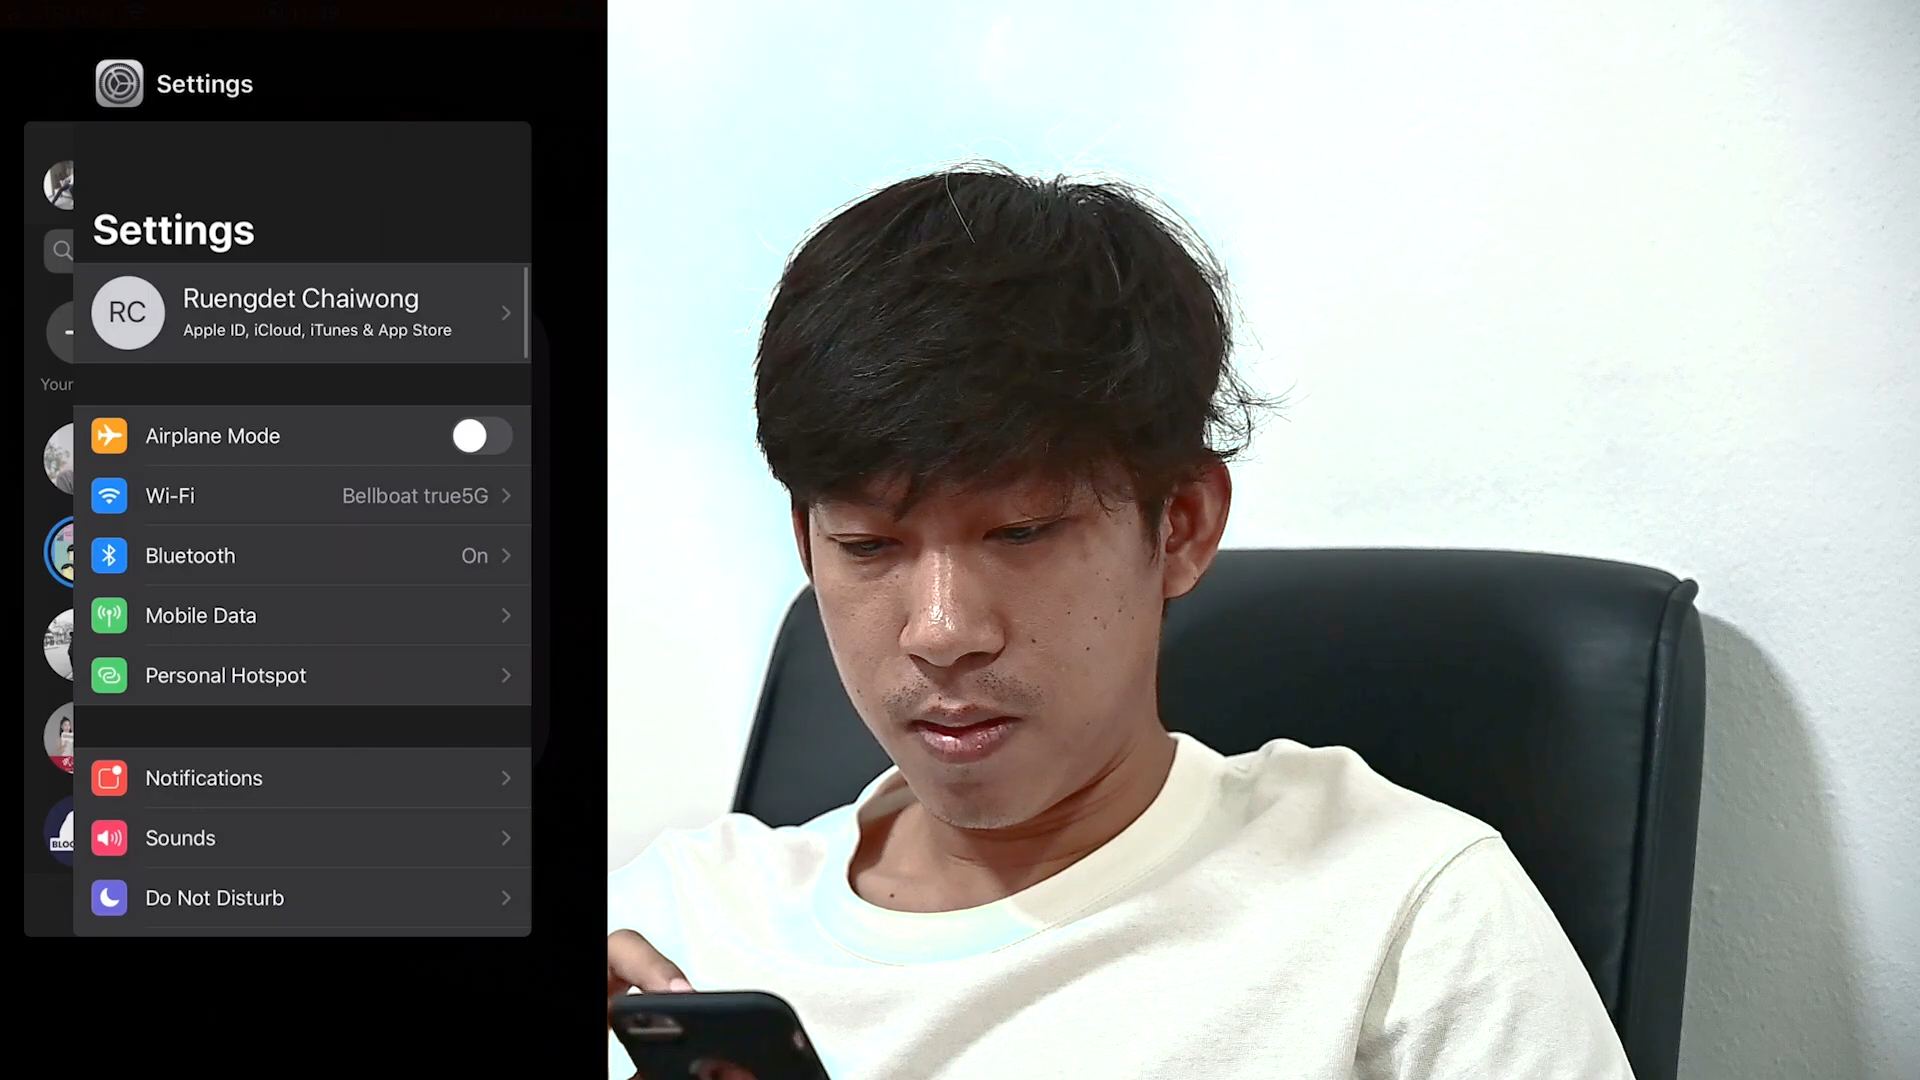 Settings
Settings
RC
Ruengdet Chaiwong
Apple ID, iCloud, iTunes & App Store
Your
Airplane Mode
Wi-Fi
Bellboat true5G
Bluetooth
On
Mobile Data
Personal Hotspot
Notifications
Sounds
Do Not Disturb